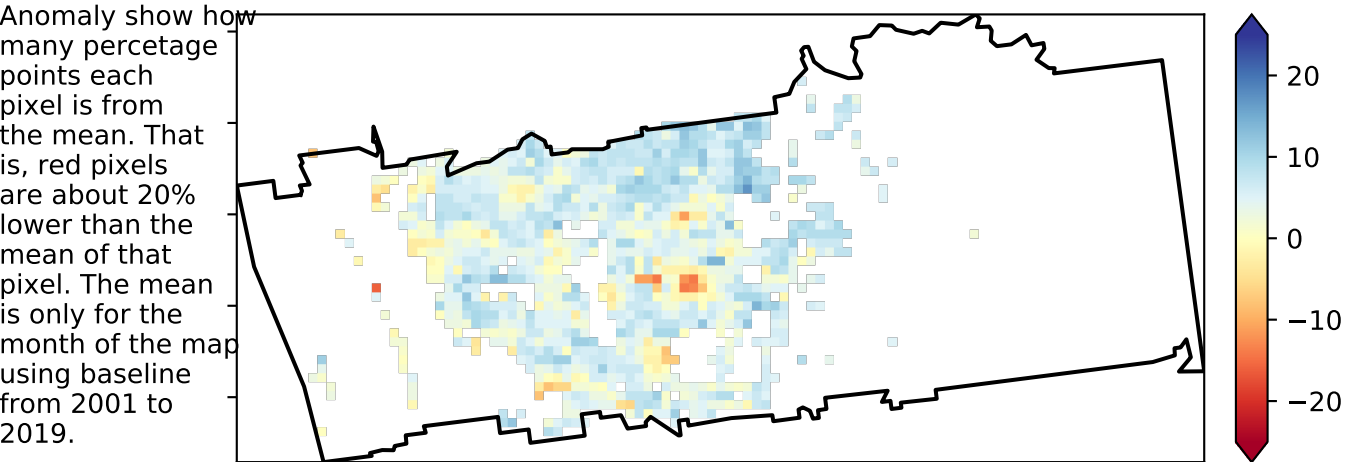 Anomaly show how
many percetage
points each
pixel is from
the mean. That
is, red pixels
are about 20%
lower than the
mean of that
pixel. The mean
is only for the
month of the map
using baseline
from 2001 to
2019.
20
10
0
−10
−20